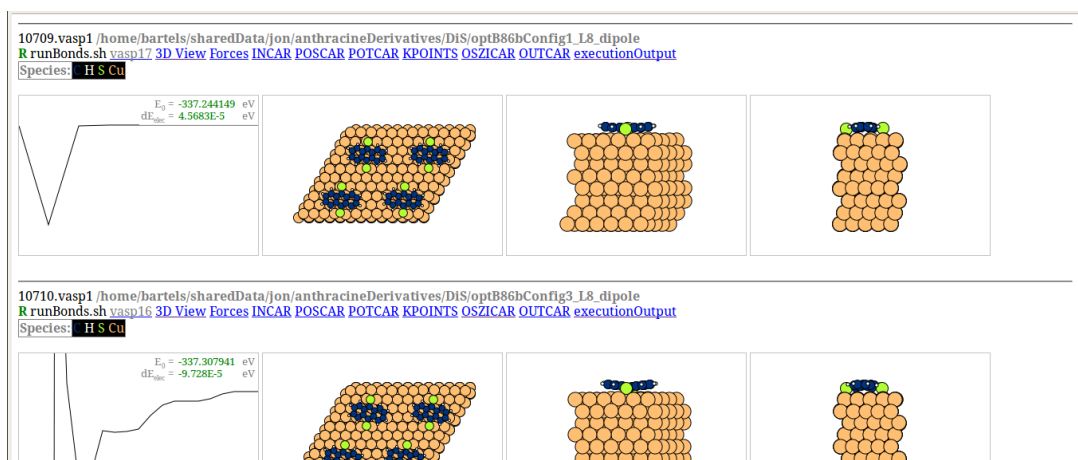 10709.vasp1 /home/bartels/sharedData/jon/anthracineDerivatives/DiS/optB86bConfig1_L8_dipole
R runBonds.sh vasp17 3D View Forces INCAR POSCAR POTCAR KPOINTS OSZICAR OUTCAR executionOutput
Species: C H S Cu
E0 = -337.244149 eV
dEelec = 4.5683E-5 eV
10710.vasp1 /home/bartels/sharedData/jon/anthracineDerivatives/DiS/optB86bConfig3_L8_dipole
R runBonds.sh vasp16 3D View Forces INCAR POSCAR POTCAR KPOINTS OSZICAR OUTCAR executionOutput
Species: C H S Cu
E0 = -337.307941 eV
dEelec = -9.728E-5 eV